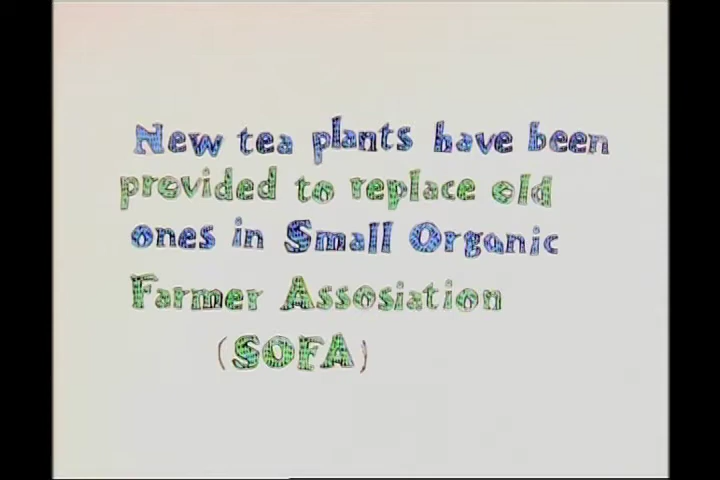 New tea plants have been
provided to replace old
ones in Small Organic
Farmer Assosiation
(SOFA)